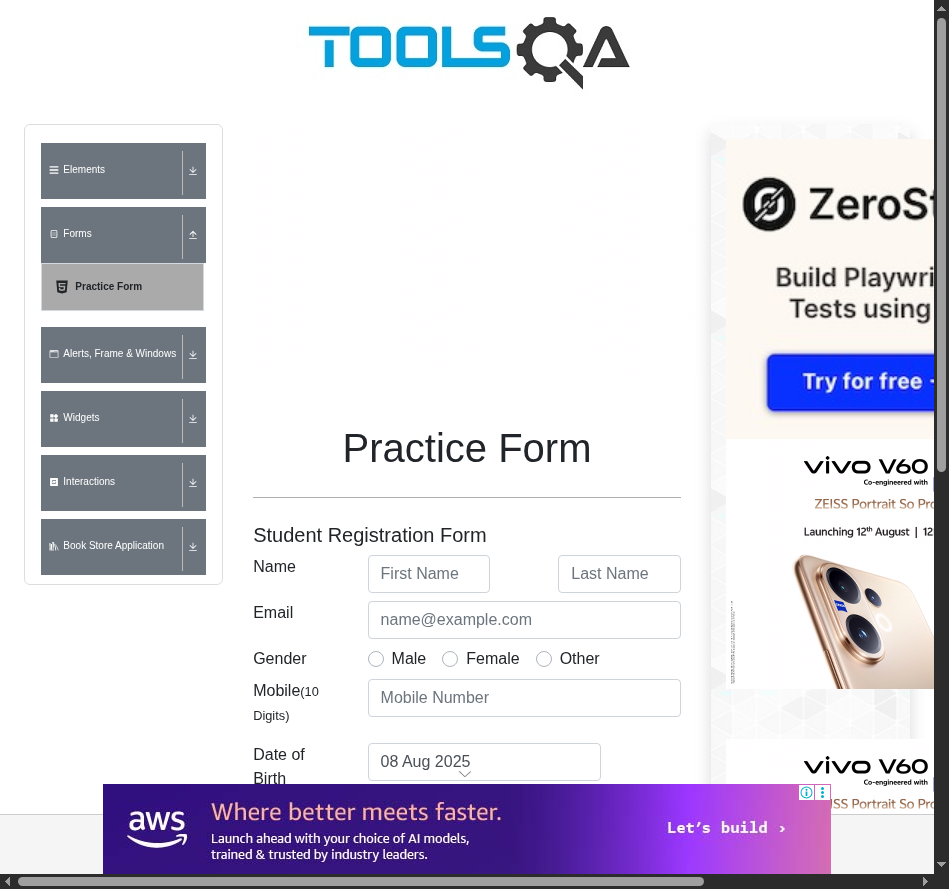 TOOLSQA
Elements
Forms
Practice Form
Alerts, Frame & Windows
Widgets
Interactions
Book Store Application
Practice Form
Student Registration Form
Name
First Name
Last Name
Email
name@example.com
Gender
Male
Female
Other
Mobile(10
Digits)
Mobile Number
Date of
Birth
08 Aug 2025
ZeroSt
Build Playwri
Tests using
Try for free
vivo V60
Co-engineered with
ZEISS Portrait So Pro
Launching 12th August | 12
vivo V60
Co-engineered with
ZEISS Portrait So Pro
aws
Where better meets faster.
Launch ahead with your choice of AI models,
trained & trusted by industry leaders.
Let's build ›